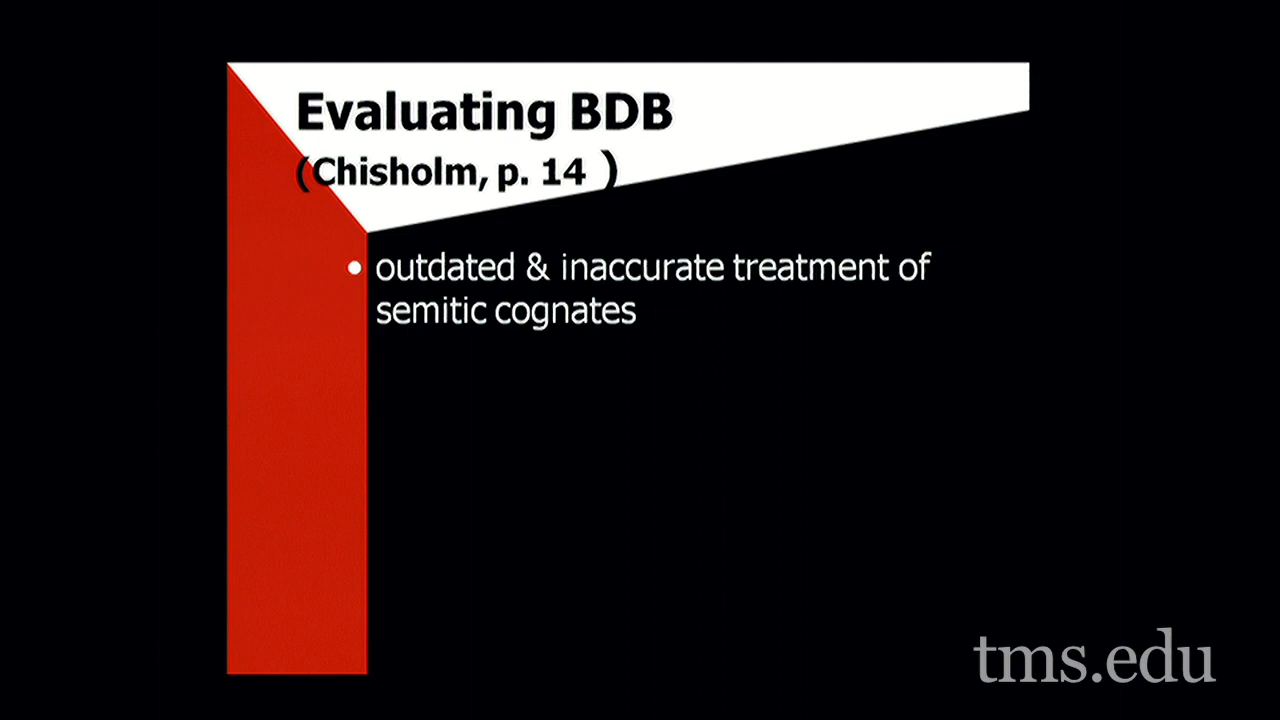 Evaluating BDB
(Chisholm, p. 14 )
• outdated & inaccurate treatment of
semitic cognates
tms.edu